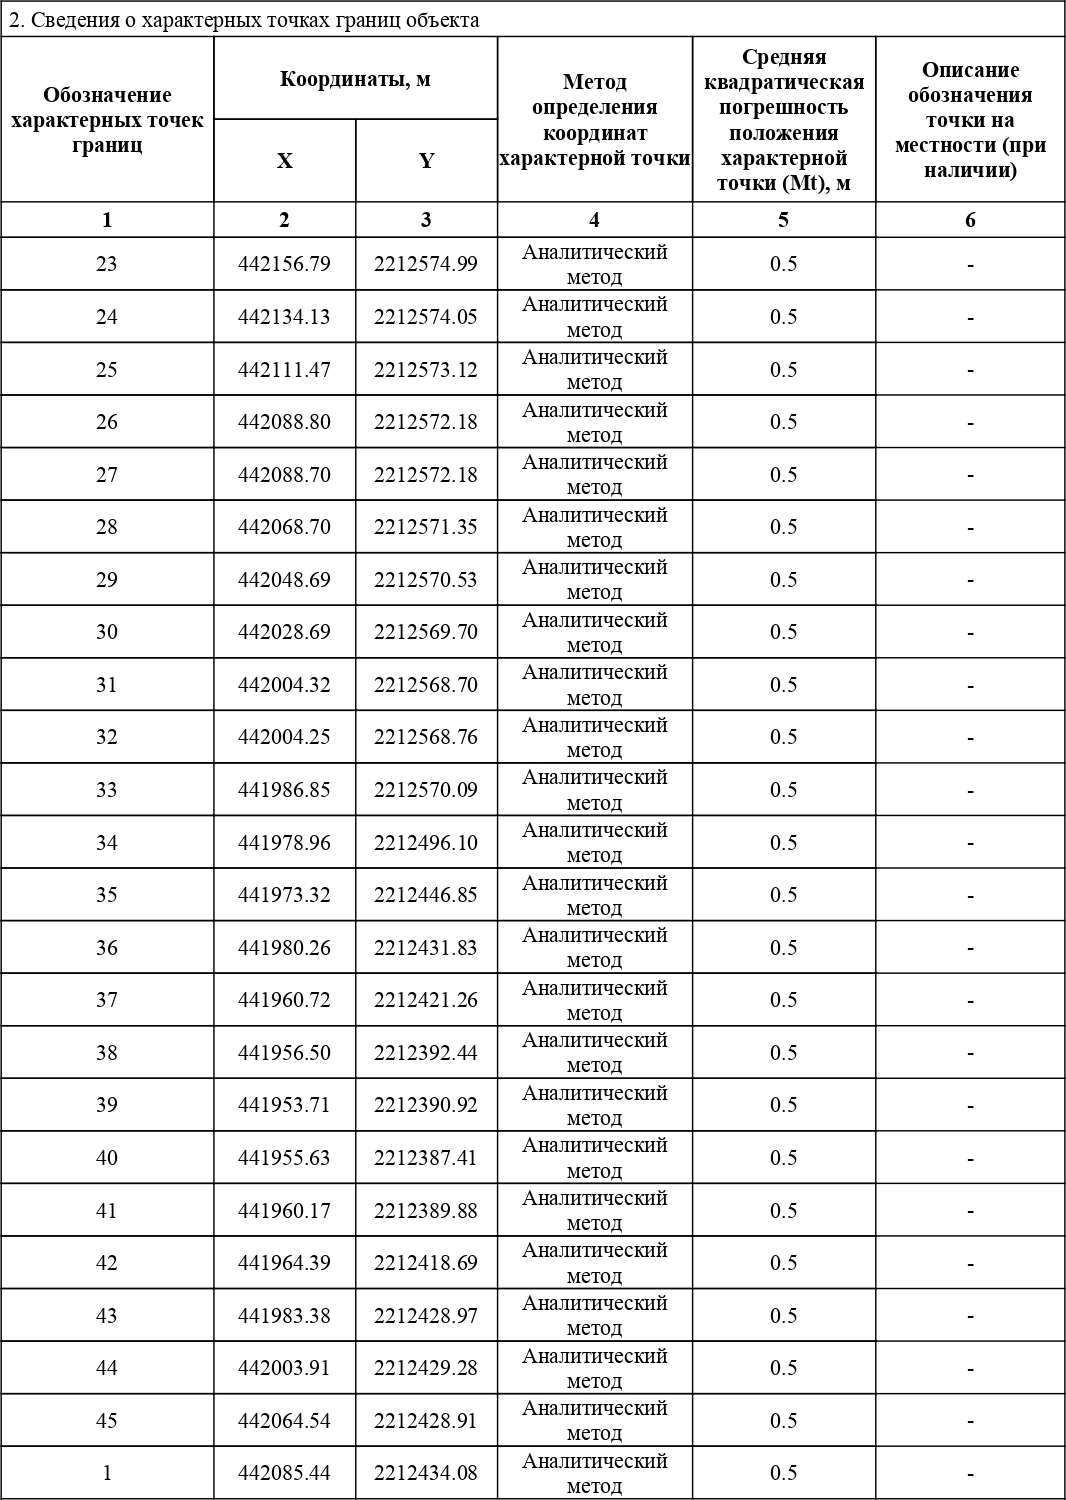 2. Сведения о характерных точках границ объекта
Обозначение характерных точек границ | Координаты, м | Метод определения координат характерной точки | Средняя квадратическая погрешность положения характерной точки (Mt), м | Описание обозначения точки на местности (при наличии)
X | Y
1 | 2 | 3 | 4 | 5 | 6
23 | 442156.79 | 2212574.99 | Аналитический метод | 0.5 | -
24 | 442134.13 | 2212574.05 | Аналитический метод | 0.5 | -
25 | 442111.47 | 2212573.12 | Аналитический метод | 0.5 | -
26 | 442088.80 | 2212572.18 | Аналитический метод | 0.5 | -
27 | 442088.70 | 2212572.18 | Аналитический метод | 0.5 | -
28 | 442068.70 | 2212571.35 | Аналитический метод | 0.5 | -
29 | 442048.69 | 2212570.53 | Аналитический метод | 0.5 | -
30 | 442028.69 | 2212569.70 | Аналитический метод | 0.5 | -
31 | 442004.32 | 2212568.70 | Аналитический метод | 0.5 | -
32 | 442004.25 | 2212568.76 | Аналитический метод | 0.5 | -
33 | 441986.85 | 2212570.09 | Аналитический метод | 0.5 | -
34 | 441978.96 | 2212496.10 | Аналитический метод | 0.5 | -
35 | 441973.32 | 2212446.85 | Аналитический метод | 0.5 | -
36 | 441980.26 | 2212431.83 | Аналитический метод | 0.5 | -
37 | 441960.72 | 2212421.26 | Аналитический метод | 0.5 | -
38 | 441956.50 | 2212392.44 | Аналитический метод | 0.5 | -
39 | 441953.71 | 2212390.92 | Аналитический метод | 0.5 | -
40 | 441955.63 | 2212387.41 | Аналитический метод | 0.5 | -
41 | 441960.17 | 2212389.88 | Аналитический метод | 0.5 | -
42 | 441964.39 | 2212418.69 | Аналитический метод | 0.5 | -
43 | 441983.38 | 2212428.97 | Аналитический метод | 0.5 | -
44 | 442003.91 | 2212429.28 | Аналитический метод | 0.5 | -
45 | 442064.54 | 2212428.91 | Аналитический метод | 0.5 | -
1 | 442085.44 | 2212434.08 | Аналитический метод | 0.5 | -